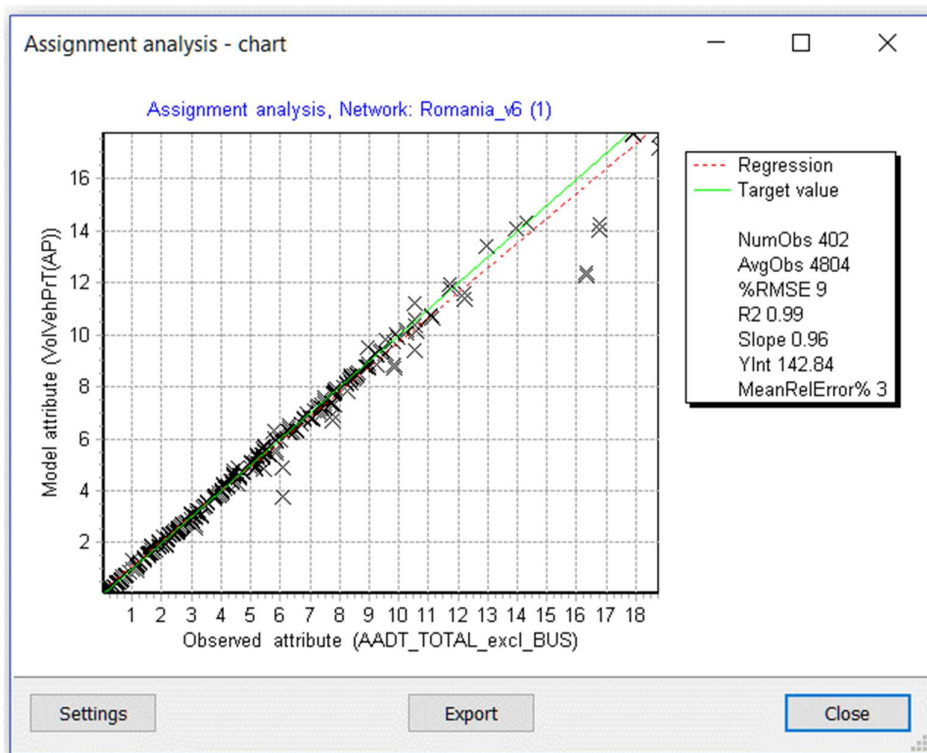 Assignment analysis - chart
Assignment analysis, Network: Romania_v6 (1)
Model attribute (VolVehPrT(AP))
16
14
12
10
8
6
4
2
1 2 3 4 5 6 7 8 9 10 11 12 13 14 15 16 17 18
Observed attribute (AADT_TOTAL_excl_BUS)
Regression
Target value
NumObs 402
AvgObs 4804
%RMSE 9
R2 0.99
Slope 0.96
YInt 142.84
MeanRelError% 3
Settings
Export
Close